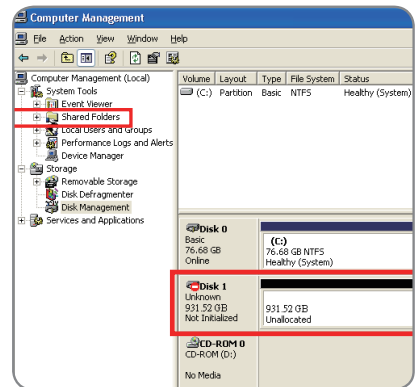 Computer Management
File Action View Window Help
Computer Management (Local)
System Tools
Event Viewer
Shared Folders
Local Users and Groups
Performance Logs and Alerts
Device Manager
Storage
Removable Storage
Disk Defragmenter
Disk Management
Services and Applications
Volume Layout Type File System Status
(C:) Partition Basic NTFS Healthy (System)
Disk 0
Basic
76.68 GB
Online
(C:)
76.68 GB NTFS
Healthy (System)
Disk 1
Unknown
931.52 GB
Not Initialized
931.52 GB
Unallocated
CD-ROM 0
CD-ROM (D:)
No Media